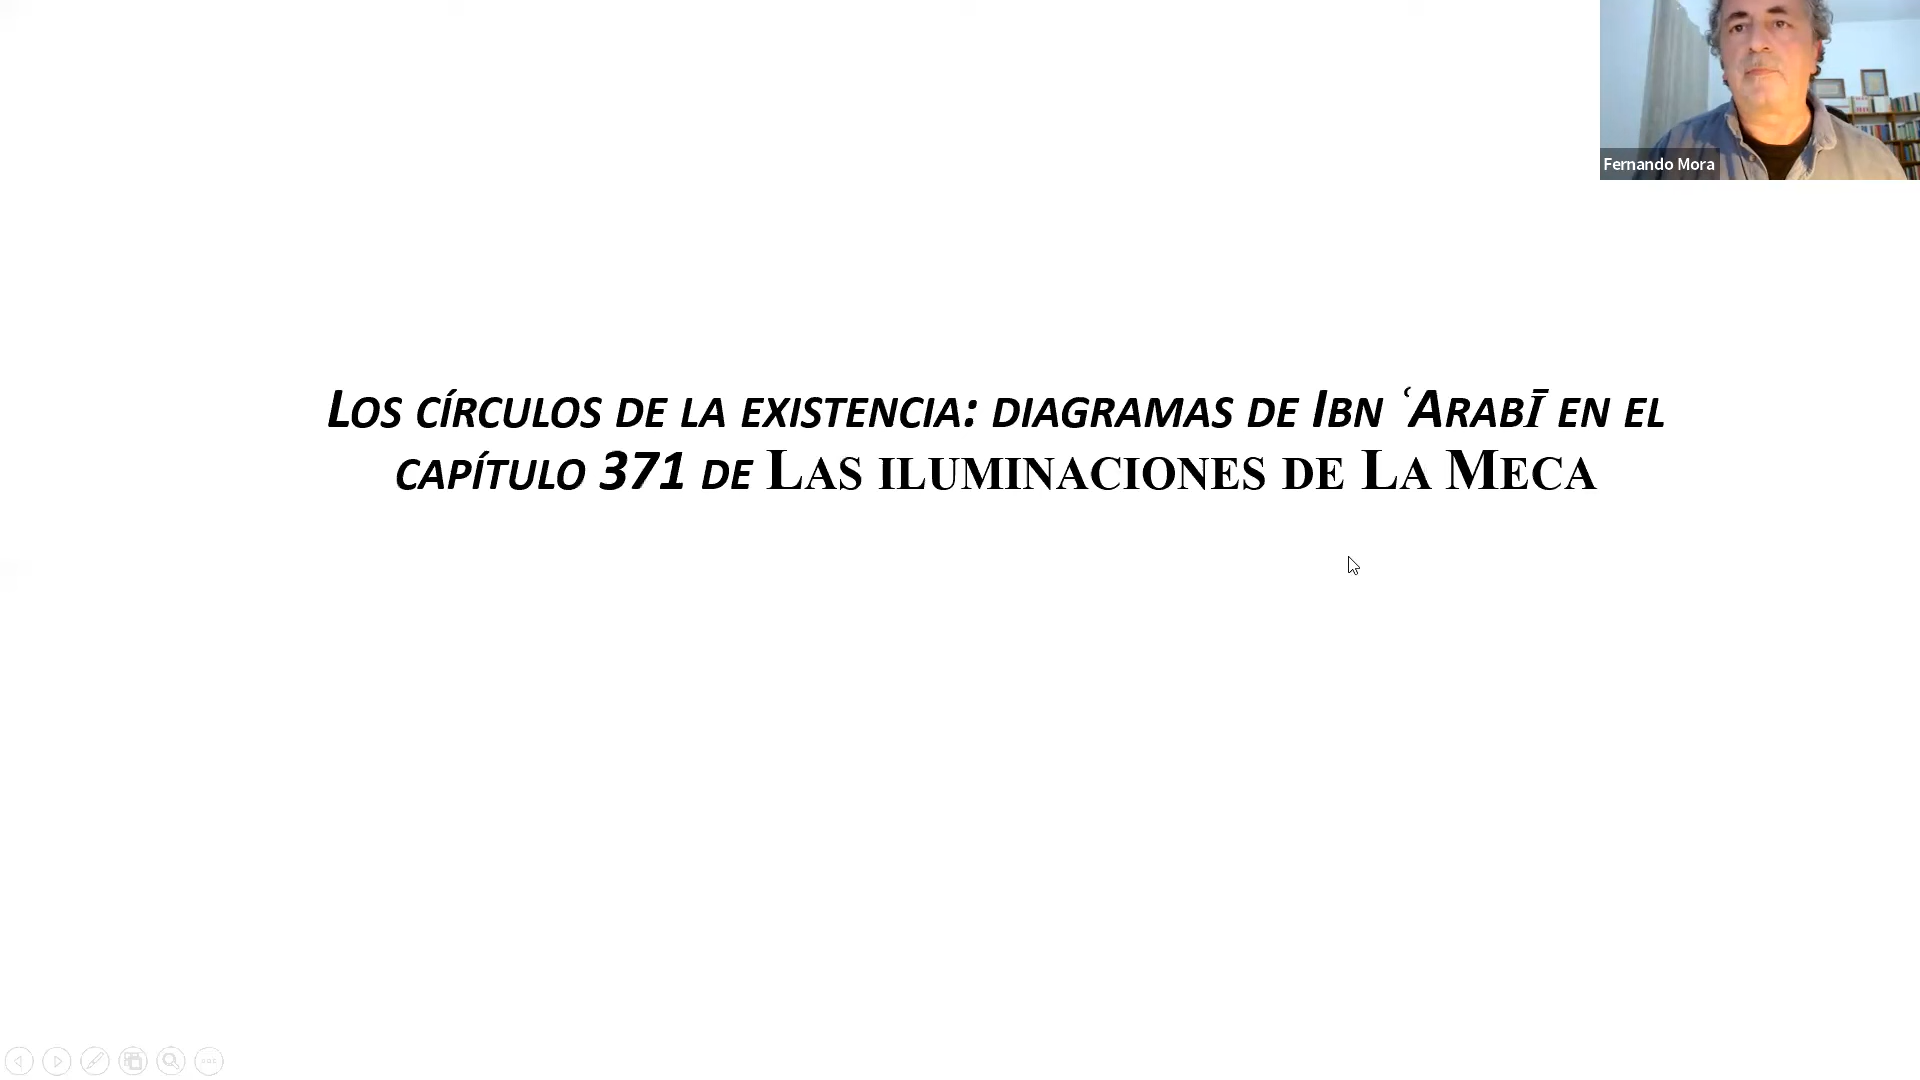 Fernando Mora
Los círculos de la existencia: diagramas de Ibn ʿArabī en el
capítulo 371 de Las iluminaciones de La Meca